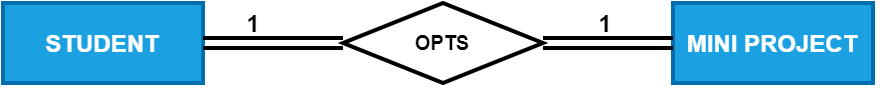 STUDENT
1
OPTS
1
MINI PROJECT